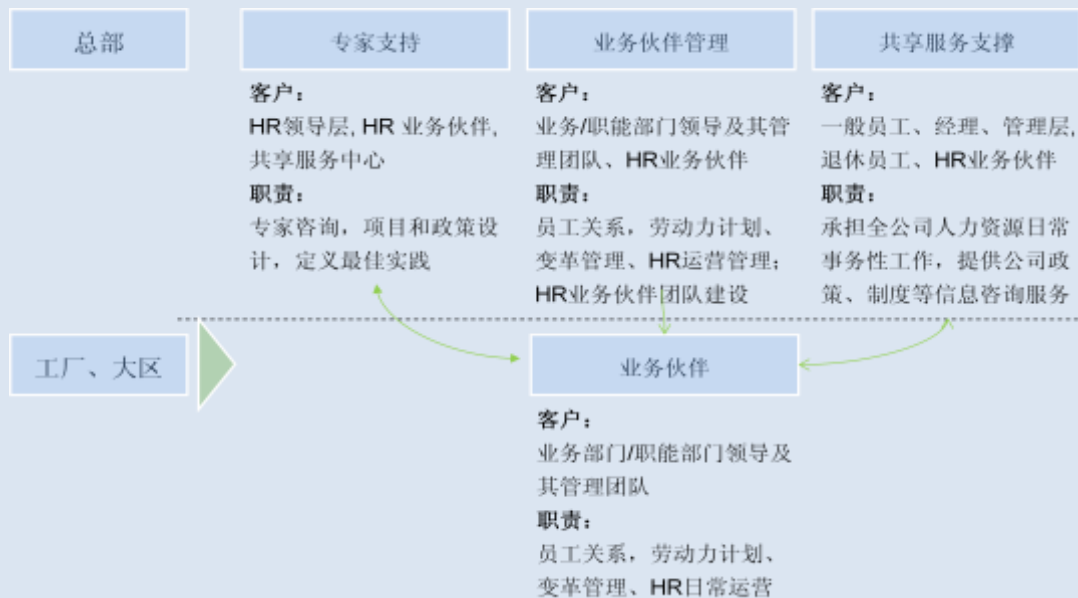 总部
专家支持
业务伙伴管理
共享服务支撑
客户：
HR领导层, HR 业务伙伴,
共享服务中心
职责：
专家咨询，项目和政策设
计，定义最佳实践
客户：
业务/职能部门领导及其管
理团队、HR业务伙伴
职责：
员工关系，劳动力计划、
变革管理、HR运营管理；
HR业务伙伴团队建设
客户：
一般员工、经理、管理层,
退休员工、HR业务伙伴
职责：
承担全公司人力资源日常
事务性工作，提供公司政
策、制度等信息咨询服务
工厂、大区
业务伙伴
客户：
业务部门/职能部门领导及
其管理团队
职责：
员工关系，劳动力计划、
变革管理、HR日常运营